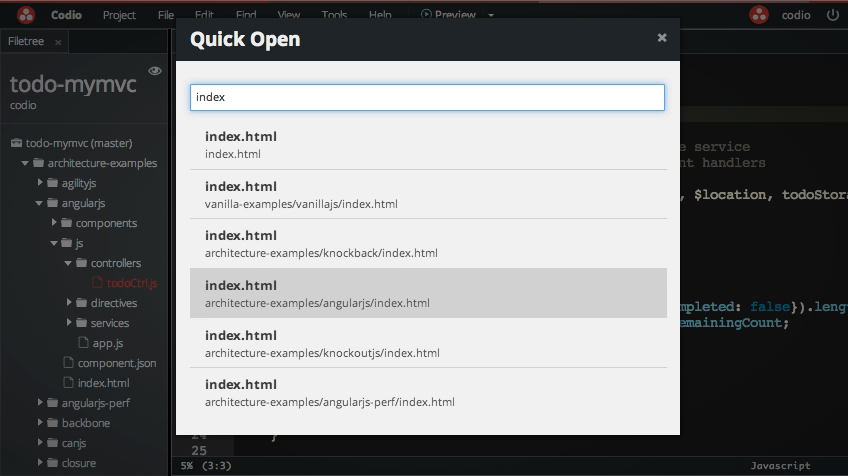 Codio Project File Edit Find View Tools Help Preview codio
Filetree ×
todo-mymvc
codio
todo-mymvc (master)
architecture-examples
agilityjs
angularjs
components
js
controllers
todoCtrl.js
directives
services
app.js
component.json
index.html
angularjs-perf
backbone
canjs
closure
Quick Open ×
index
index.html
index.html
index.html
vanilla-examples/vanillajs/index.html
index.html
architecture-examples/knockback/index.html
index.html
architecture-examples/angularjs/index.html
index.html
architecture-examples/knockoutjs/index.html
index.html
architecture-examples/angularjs-perf/index.html
e service
nt handlers
, $location, todoStora
mpleted: false}).leng
emainingCount;
24 }
25
5% (3:3) Javascript